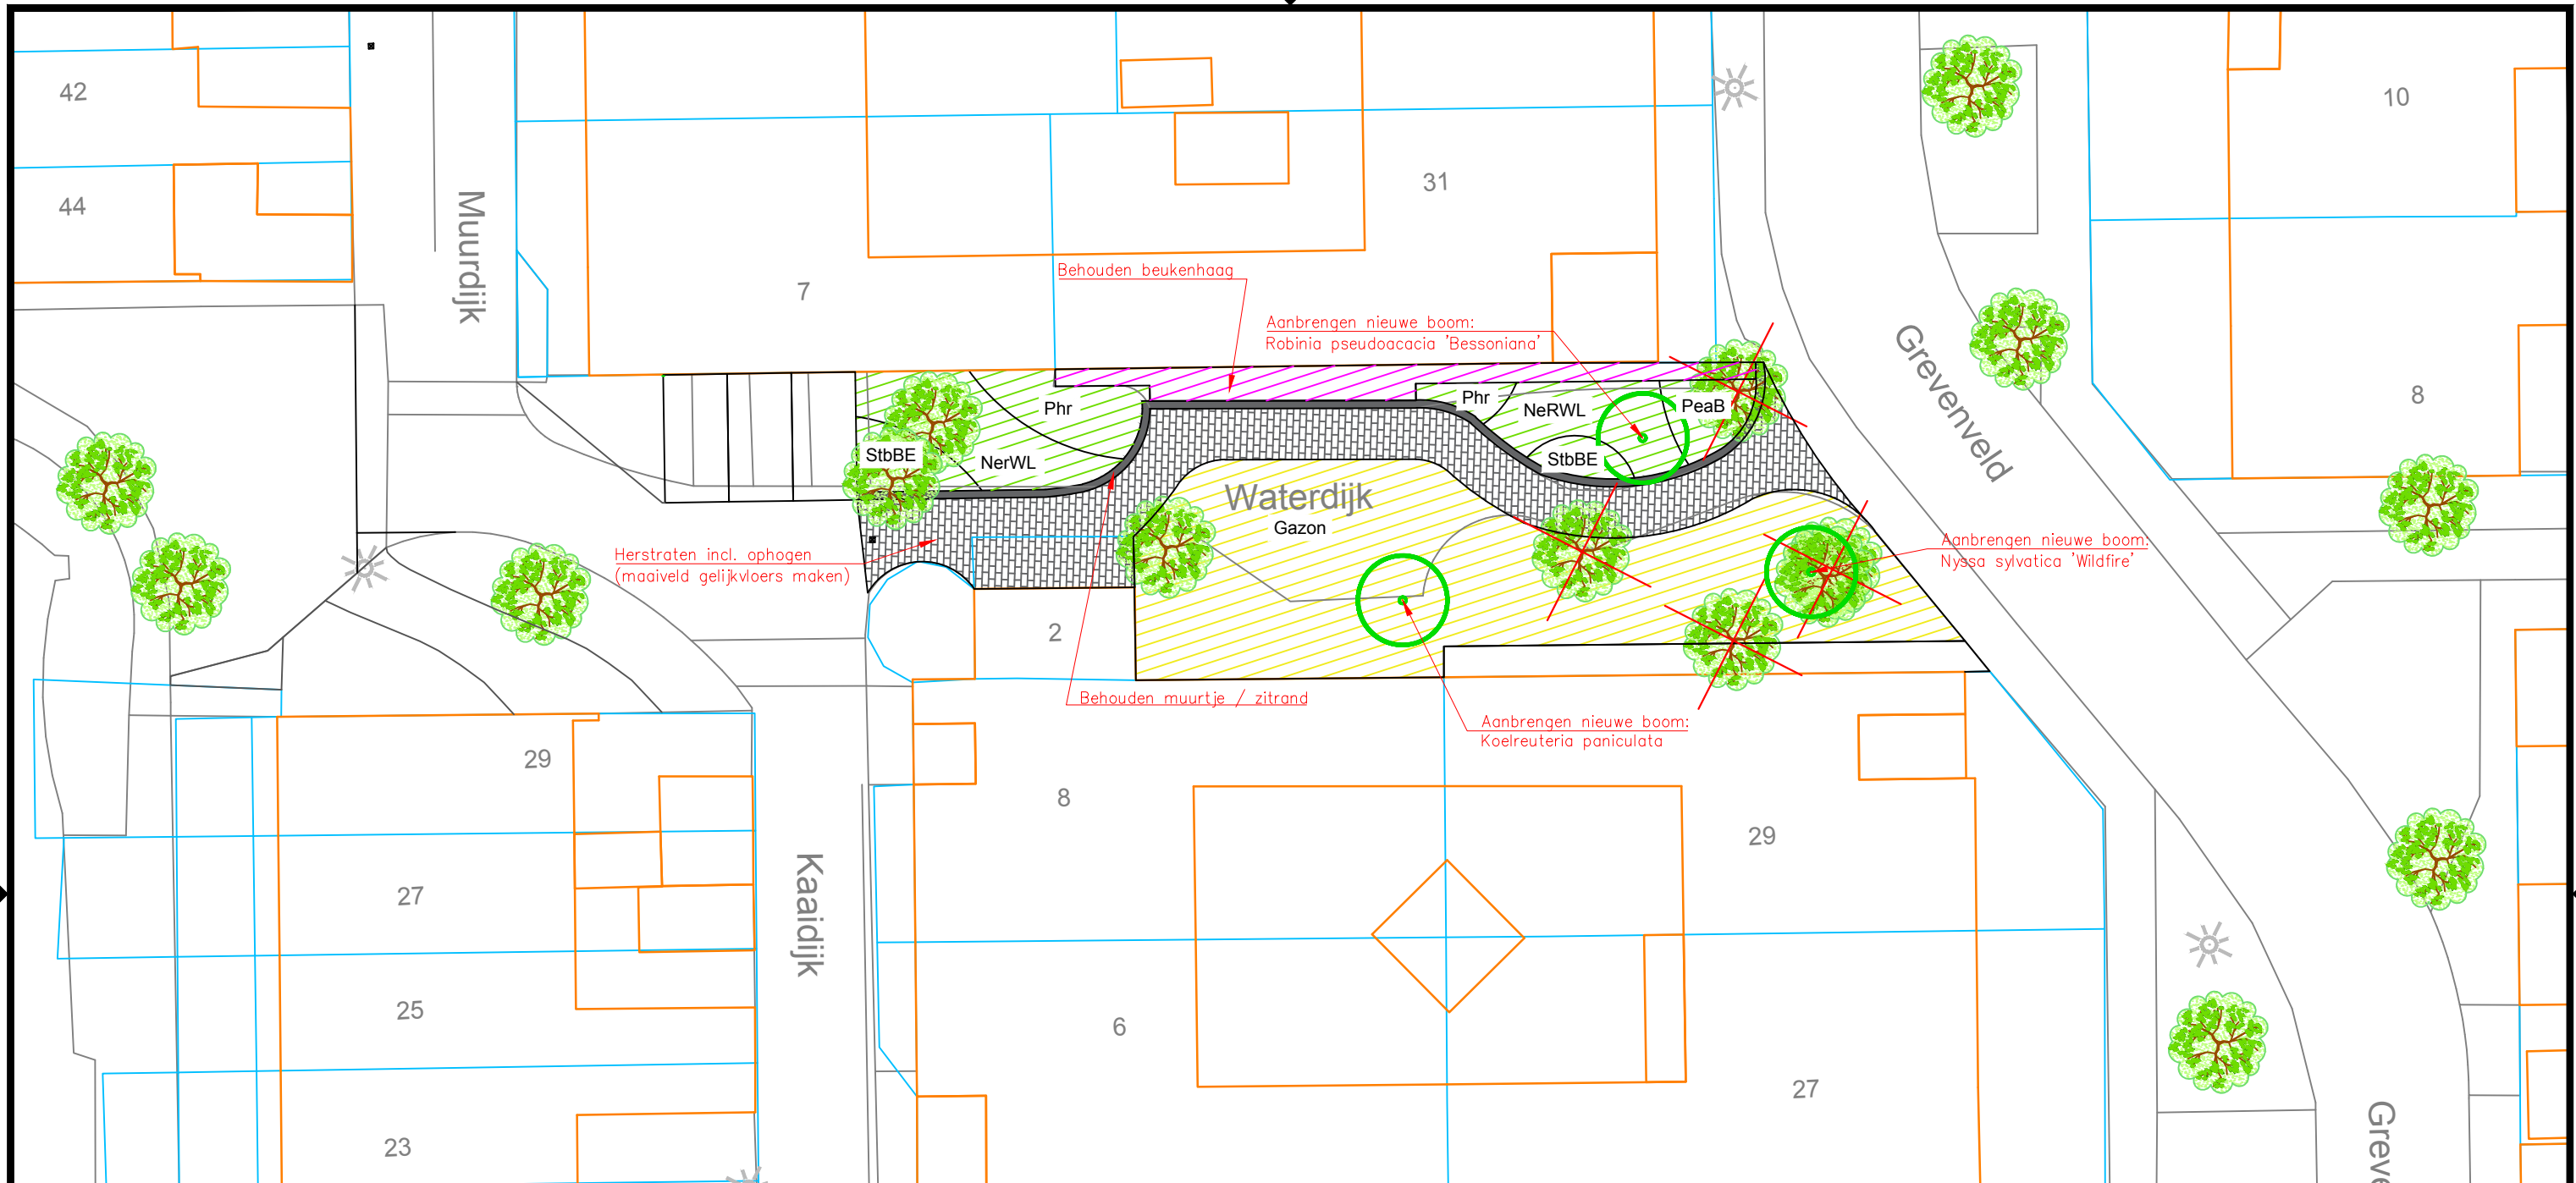 42
10
44
31
Muurdijk
7
Behouden beukenhaag
Aanbrengen nieuwe boom:
Robinia pseudoacacia 'Bessoniana'
Grevenveld
8
Phr
Phr
NeRWL
PeaB
StbBE
NerWL
StbBE
Waterdijk
Gazon
Herstraten incl. ophogen
(maaiveld gelijkvloers maken)
Aanbrengen nieuwe boom:
Nyssa sylvatica 'Wildfire'
2
Behouden muurtje / zitrand
Aanbrengen nieuwe boom:
Koelreuteria paniculata
29
8
29
27
Kaaidijk
25
6
27
23
Greve